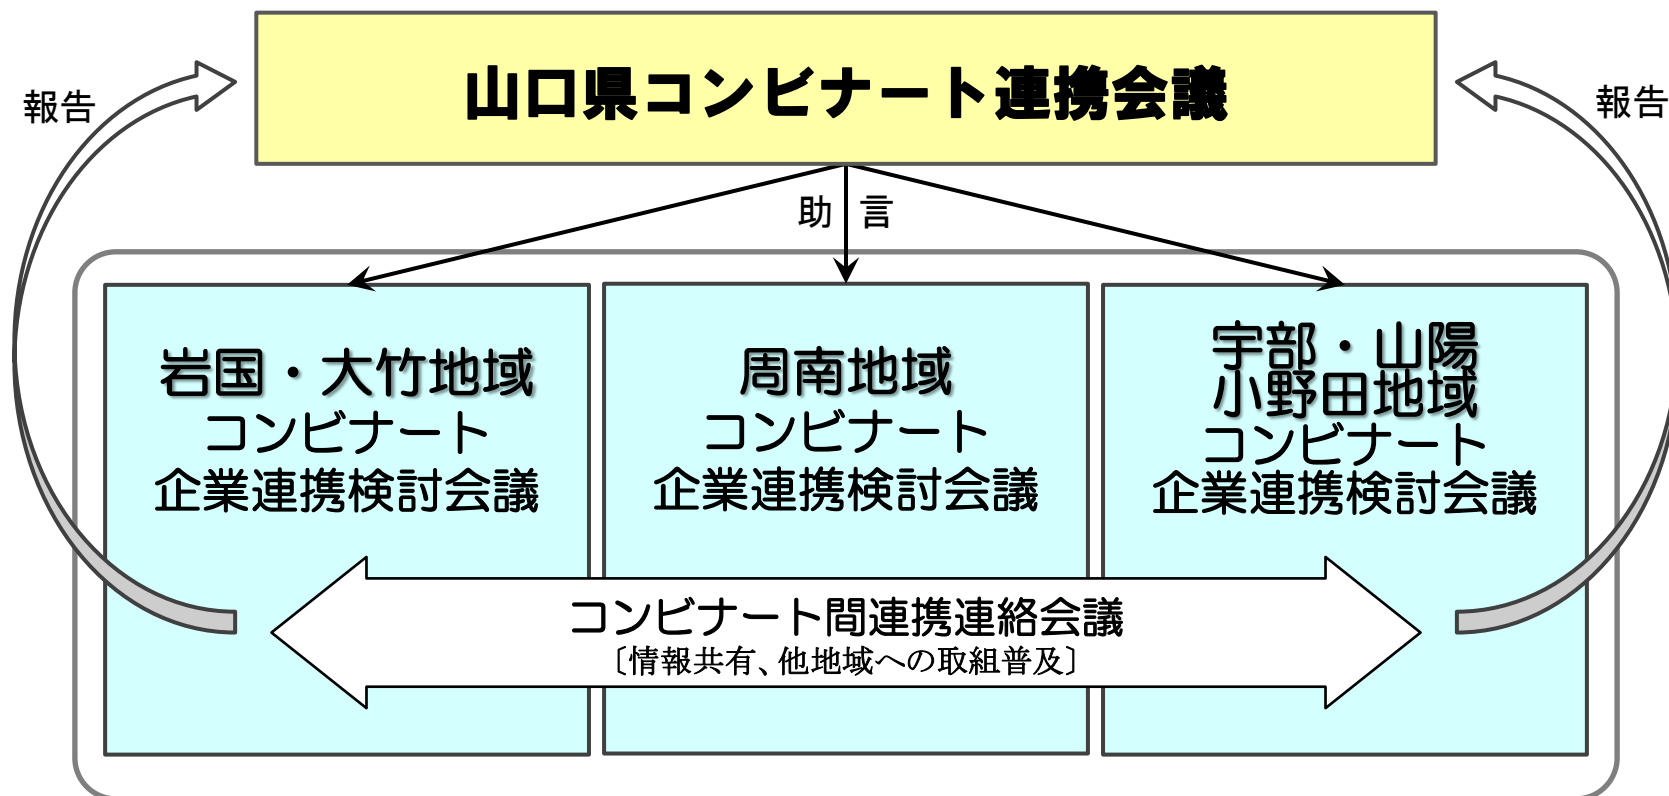 山口県コンビナート連携会議
報告
報告
助言
岩国・大竹地域
コンビナート
企業連携検討会議
周南地域
コンビナート
企業連携検討会議
宇部・山陽
小野田地域
コンビナート
企業連携検討会議
コンビナート間連携連絡会議
〔情報共有、他地域への取組普及〕